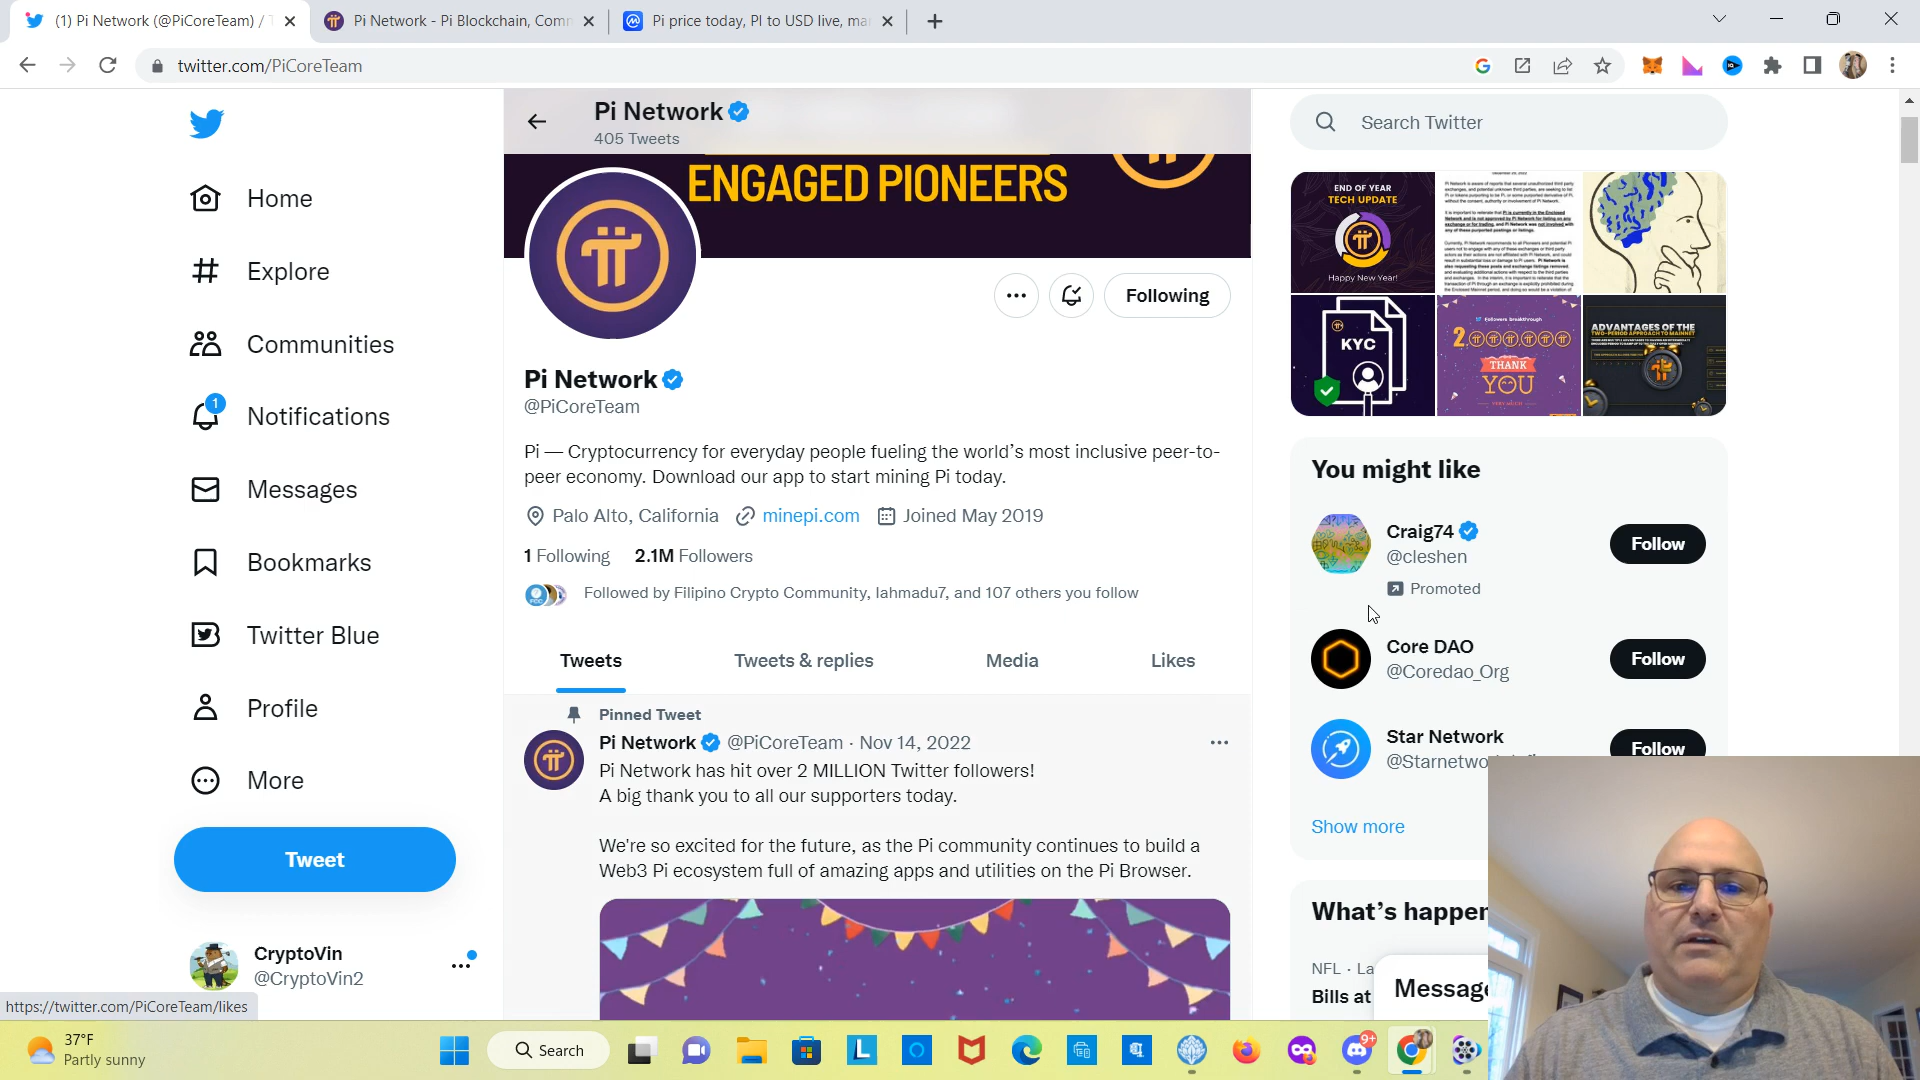 (1) Pi Network (@PiCoreTeam) /
Pi Network - Pi Blockchain, Com
Pi price today, PI to USD live, ma
twitter.com/PiCoreTeam
Home
Explore
Communities
1
Notifications
Messages
Bookmarks
Twitter Blue
Profile
More
Tweet
CryptoVin
@CryptoVin2
https://twitter.com/PiCoreTeam/likes
Pi Network
405 Tweets
ENGAGED PIONEERS
Following
Pi Network
@PiCoreTeam
Pi — Cryptocurrency for everyday people fueling the world's most inclusive peer-to-
peer economy. Download our app to start mining Pi today.
Palo Alto, California minepi.com Joined May 2019
1 Following 2.1M Followers
Followed by Filipino Crypto Community, lahmadu7, and 107 others you follow
Tweets Tweets & replies Media Likes
Pinned Tweet
Pi Network @PiCoreTeam · Nov 14, 2022
Pi Network has hit over 2 MILLION Twitter followers!
A big thank you to all our supporters today.
We're so excited for the future, as the Pi community continues to build a
Web3 Pi ecosystem full of amazing apps and utilities on the Pi Browser.
Search Twitter
END OF YEAR
TECH UPDATE
Happy New Year!
KYC
Followers breakthrough
THANK
YOU
ADVANTAGES OF THE
TWO-PERIOD APPROACH TO MAINNET
You might like
Craig74
@cleshen
Promoted
Follow
Core DAO
@Coredao_Org
Follow
Star Network
@Starnetwo
Follow
Show more
What's happen
NFL · La
Bills at
Message
37°F
Partly sunny
Search
9+